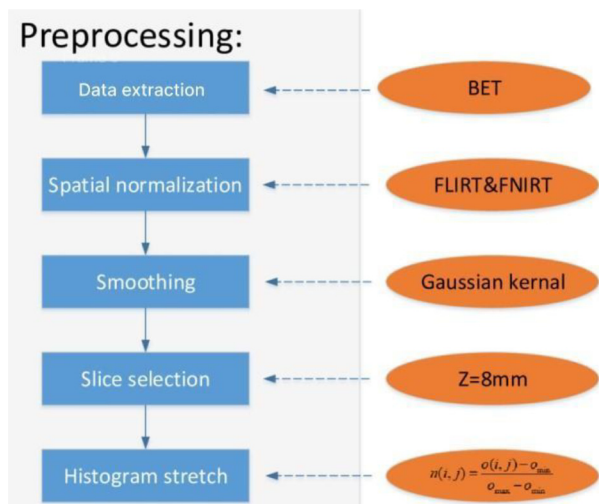 Preprocessing:
Data extraction
BET
Spatial normalization
FLIRT&FNIRT
Smoothing
Gaussian kernal
Slice selection
Z=8mm
Histogram stretch
n(i, j) = (o(i, j) − o_min) / (o_max − o_min)